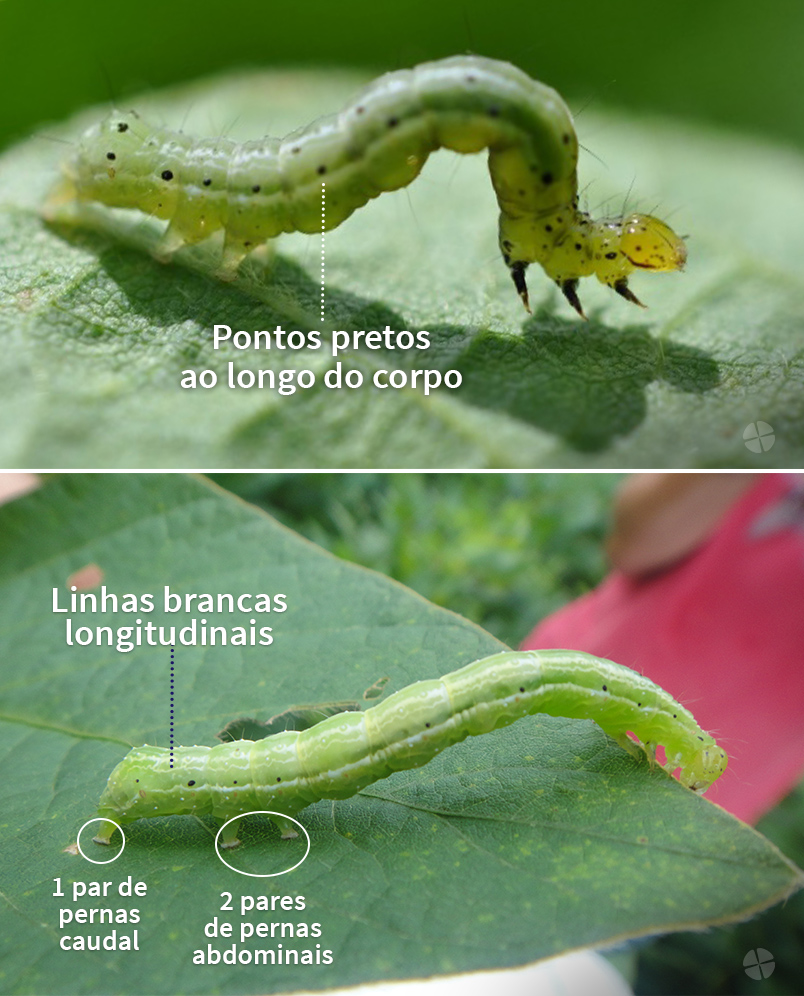 Pontos pretos
ao longo do corpo
Linhas brancas
longitudinais
1 par de
pernas
caudal
2 pares
de pernas
abdominais